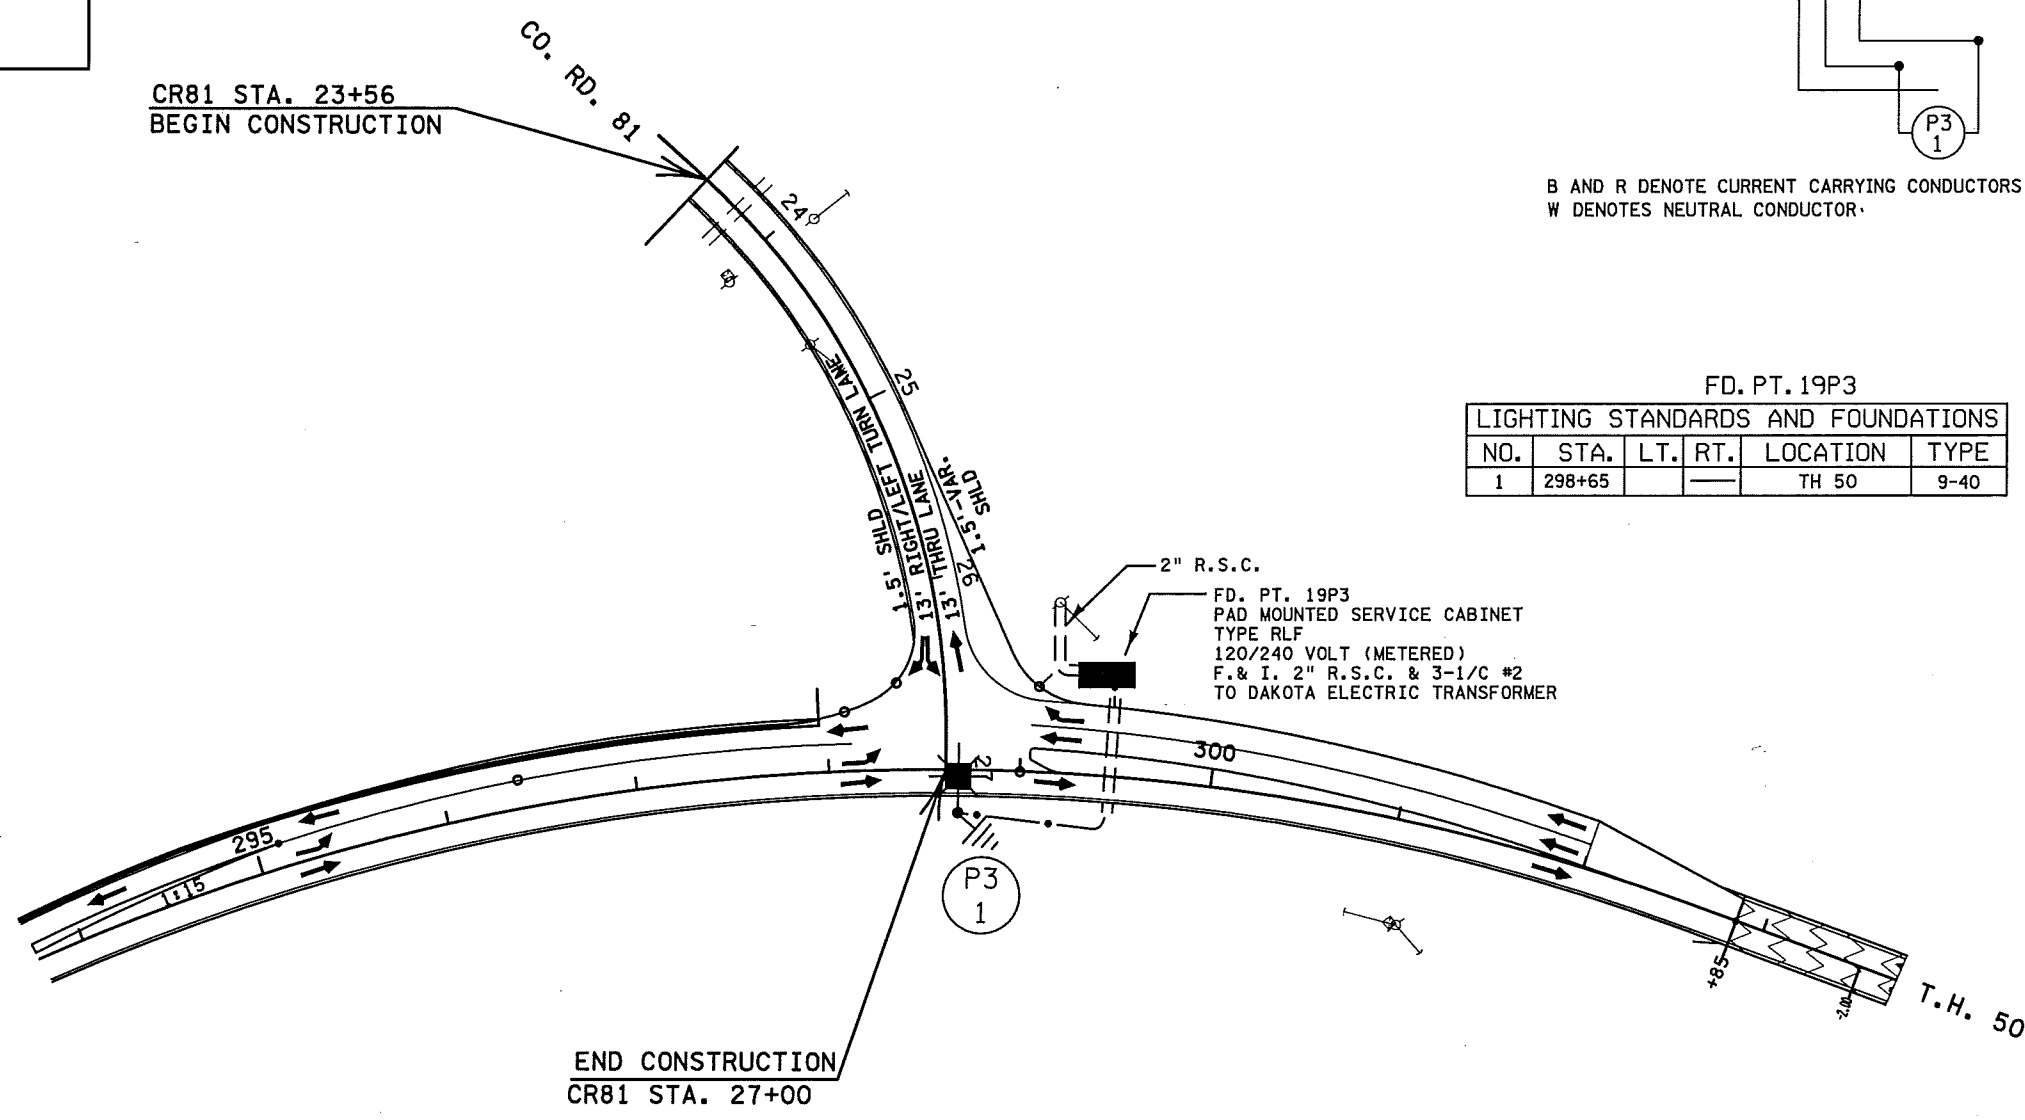 CO. RD. 81
CR81 STA. 23+56
BEGIN CONSTRUCTION
P3
1
B AND R DENOTE CURRENT CARRYING CONDUCTORS
W DENOTES NEUTRAL CONDUCTOR.
24
25
FD. PT. 19P3
LIGHTING STANDARDS AND FOUNDATIONS
NO. STA. LT. RT. LOCATION TYPE
1 298+65 — TH 50 9-40
1.5' SHLD
13' RIGHT/LEFT TURN LANE
13' THRU LANE
1.5'-VAR.
SHLD
26
2" R.S.C.
FD. PT. 19P3
PAD MOUNTED SERVICE CABINET
TYPE RLF
120/240 VOLT (METERED)
F.& I. 2" R.S.C. & 3-1/C #2
TO DAKOTA ELECTRIC TRANSFORMER
300
27
295
1:15
P3
1
+85
-2.00
T.H. 50
END CONSTRUCTION
CR81 STA. 27+00